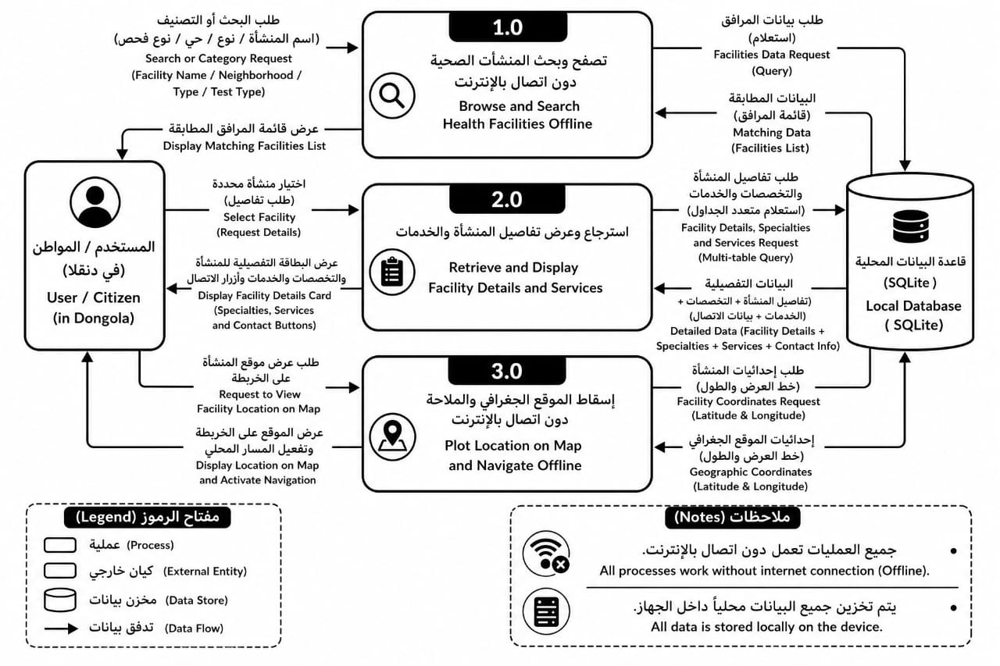 طلب البحث أو التصنيف
(اسم المنشأة / نوع / حي / نوع فحص)
Search or Category Request
(Facility Name / Neighborhood /
Type / Test Type)
1.0
تصفح وبحث المنشأت الصحية
دون اتصال بالإنترنت
Browse and Search
Health Facilities Offline
طلب بيانات المرافق
(استعلام)
Facilities Data Request
(Query)
البيانات المطابقة
(قائمة المرافق)
Matching Data
(Facilities List)
عرض قائمة المرافق المطابقة
Display Matching Facilities List
المستخدم / المواطن
(في دنقلا)
User / Citizen
(in Dongola)
اختيار منشأة محددة
(طلب تفاصيل)
Select Facility
(Request Details)
2.0
استرجاع وعرض تفاصيل المنشأة والخدمات
Retrieve and Display
Facility Details and Services
طلب تفاصيل المنشأة
والتخصصات والخدمات
(استعلام متعدد الجداول)
Facility Details, Specialties
and Services Request
(Multi-table Query)
قاعدة البيانات المحلية
(SQLite )
Local Database
( SQLite)
عرض البطاقة التفصيلية للمنشأة
والتخصصات والخدمات وأزرار الاتصال
Display Facility Details Card
(Specialties, Services
and Contact Buttons)
البيانات التفصيلية
(تفاصيل المنشأة + التخصصات +
الخدمات + بيانات الاتصال)
Detailed Data (Facility Details +
Specialties + Services + Contact Info)
طلب عرض موقع المنشأة
على الخريطة
Request to View
Facility Location on Map
3.0
إسقاط الموقع الجغرافي والملاحة
دون اتصال بالإنترنت
Plot Location on Map
and Navigate Offline
طلب إحداثيات المنشأة
(خط العرض والطول)
Facility Coordinates Request
(Latitude & Longitude)
عرض الموقع على الخريطة
وتفعيل المسار المحلي
Display Location on Map
and Activate Navigation
إحداثيات الموقع الجغرافي
(خط العرض والطول)
Geographic Coordinates
(Latitude & Longitude)
مفتاح الرموز (Legend)
عملية (Process)
كيان خارجي (External Entity)
مخزن بيانات (Data Store)
تدفق بيانات (Data Flow)
ملاحظات (Notes)
• جميع العمليات تعمل دون اتصال بالإنترنت.
All processes work without internet connection (Offline).
• يتم تخزين جميع البيانات محلياً داخل الجهاز.
All data is stored locally on the device.